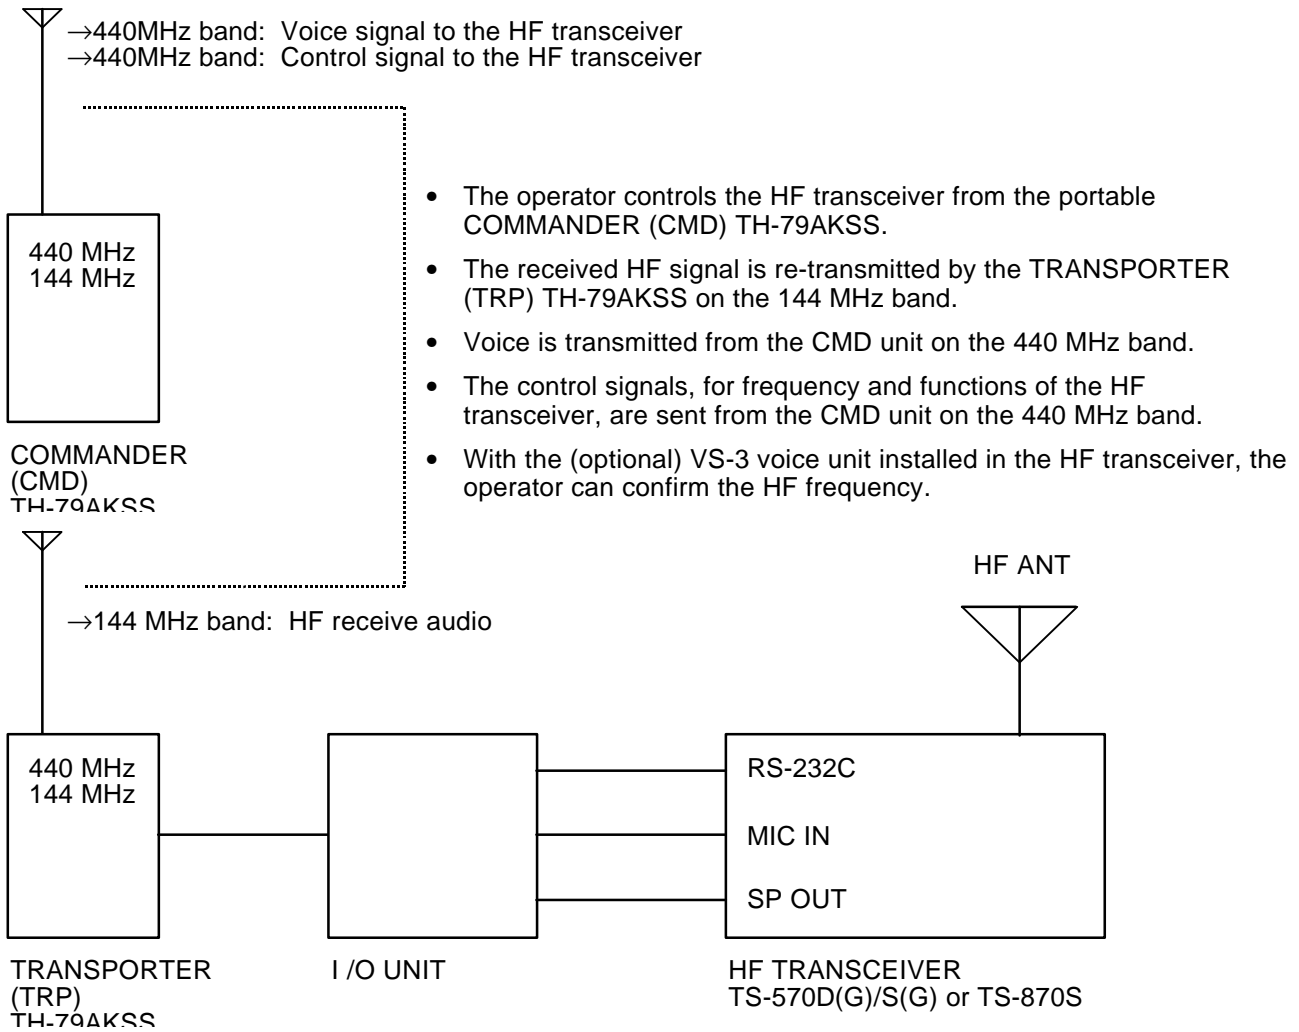 →440MHz band:  Voice signal to the HF transceiver
→440MHz band:  Control signal to the HF transceiver
• The operator controls the HF transceiver from the portable
COMMANDER (CMD) TH-79AKSS.
• The received HF signal is re-transmitted by the TRANSPORTER
(TRP) TH-79AKSS on the 144 MHz band.
• Voice is transmitted from the CMD unit on the 440 MHz band.
• The control signals, for frequency and functions of the HF
transceiver, are sent from the CMD unit on the 440 MHz band.
• With the (optional) VS-3 voice unit installed in the HF transceiver, the
operator can confirm the HF frequency.
440 MHz
144 MHz
COMMANDER
(CMD)
TH-79AKSS
→144 MHz band:  HF receive audio
HF ANT
440 MHz
144 MHz
RS-232C
MIC IN
SP OUT
TRANSPORTER
(TRP)
TH-79AKSS
I /O UNIT
HF TRANSCEIVER
TS-570D(G)/S(G) or TS-870S